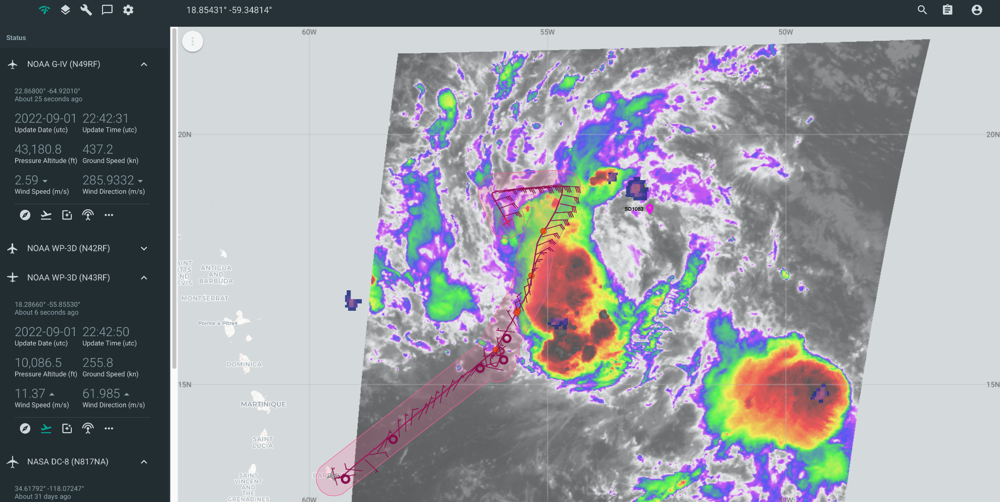 18.85431° -59.34814°
Status
NOAA G-IV (N49RF)
22.86800° -64.92010°
About 25 seconds ago
2022-09-01 22:42:31
Update Date (utc) Update Time (utc)
43,180.8 437.2
Pressure Altitude (ft) Ground Speed (kn)
2.59 285.9332
Wind Speed (m/s) Wind Direction (m/s)
NOAA WP-3D (N42RF)
NOAA WP-3D (N43RF)
18.28660° -55.85530°
About 6 seconds ago
2022-09-01 22:42:50
Update Date (utc) Update Time (utc)
10,086.5 255.8
Pressure Altitude (ft) Ground Speed (kn)
11.37 61.985
Wind Speed (m/s) Wind Direction (m/s)
NASA DC-8 (N817NA)
34.61792° -118.07247°
About 31 days ago
60W 55W 50W
20N 20N
SD1083
N
AINT
ITTS
AND
EVIS
ANTIGUA
AND
BARBUDA
MONTSERRAT
Pointe-à-Pitre
DOMINICA
15N 15N
MARTINIQUE
SAINT
LUCIA
SAINT
VINCENT
AND
THE
GRENADINES
60W 50W